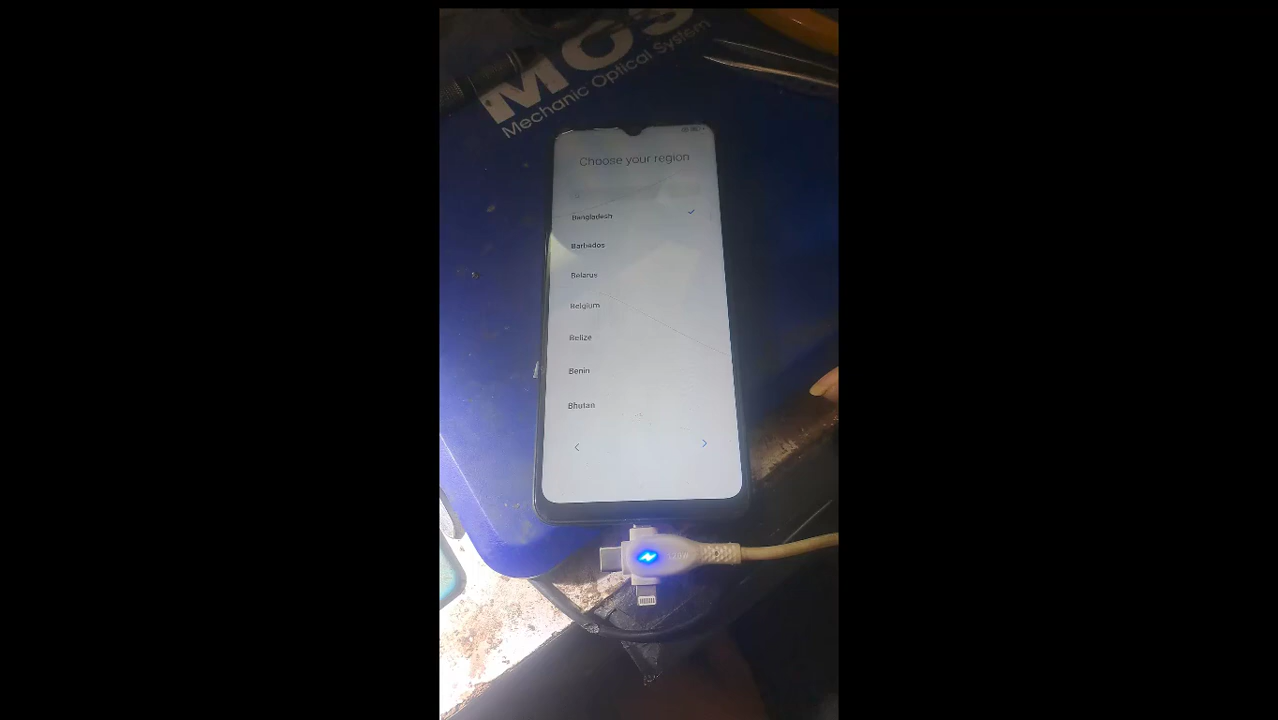 MOS
Mechanic Optical System
Choose your region
Bangladesh
Barbados
Belarus
Belgium
Belize
Benin
Bhutan